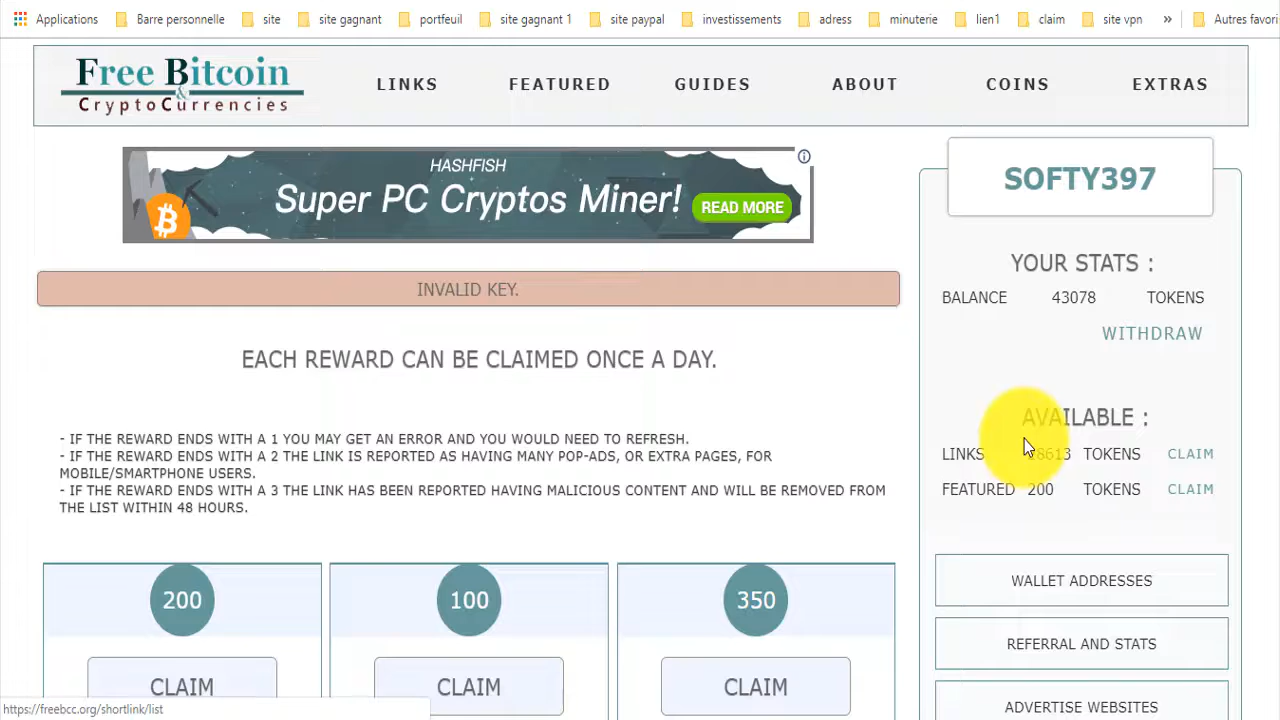 Applications Barre personnelle site site gagnant portfeuil site gagnant 1 site paypal investissements adress minuterie lien1 claim site vpn » Autres favori
Free Bitcoin
&
CryptoCurrencies
LINKS FEATURED GUIDES ABOUT COINS EXTRAS
HASHFISH
Super PC Cryptos Miner!
READ MORE
SOFTY397
INVALID KEY.
YOUR STATS :
BALANCE 43078 TOKENS
WITHDRAW
EACH REWARD CAN BE CLAIMED ONCE A DAY.
AVAILABLE :
LINKS TOKENS CLAIM
FEATURED 200 TOKENS CLAIM
- IF THE REWARD ENDS WITH A 1 YOU MAY GET AN ERROR AND YOU WOULD NEED TO REFRESH.
- IF THE REWARD ENDS WITH A 2 THE LINK IS REPORTED AS HAVING MANY POP-ADS, OR EXTRA PAGES, FOR
MOBILE/SMARTPHONE USERS.
- IF THE REWARD ENDS WITH A 3 THE LINK HAS BEEN REPORTED HAVING MALICIOUS CONTENT AND WILL BE REMOVED FROM
THE LIST WITHIN 48 HOURS.
200 100 350
CLAIM CLAIM CLAIM
WALLET ADDRESSES
REFERRAL AND STATS
ADVERTISE WEBSITES
https://freebcc.org/shortlink/list